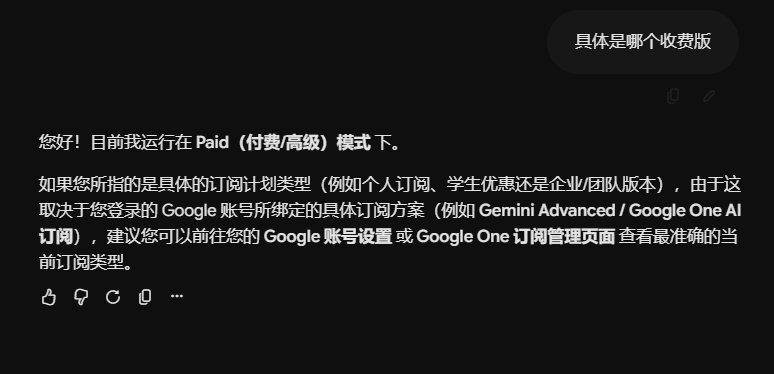 具体是哪个收费版
您好！目前我运行在 Paid（付费/高级）模式 下。
如果您所指的是具体的订阅计划类型（例如个人订阅、学生优惠还是企业/团队版本），由于这
取决于您登录的 Google 账号所绑定的具体订阅方案（例如 Gemini Advanced / Google One AI
订阅），建议您可以前往您的 Google 账号设置 或 Google One 订阅管理页面 查看最准确的当
前订阅类型。